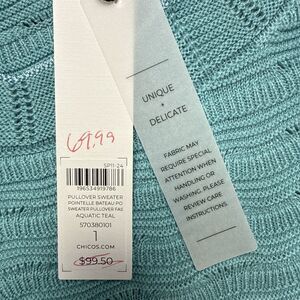 69.99
SP11-24
196534919786
PULLOVER SWEATER
POINTELLE BATEAU PO
SWEATER PULLOVER FAE
AQUATIC TEAL
570380101
1
CHICOS.COM
$99.50
UNIQUE
+
DELICATE
FABRIC MAY
REQUIRE SPECIAL
ATTENTION WHEN
HANDLING OR
WASHING. PLEASE
REVIEW CARE
INSTRUCTIONS.